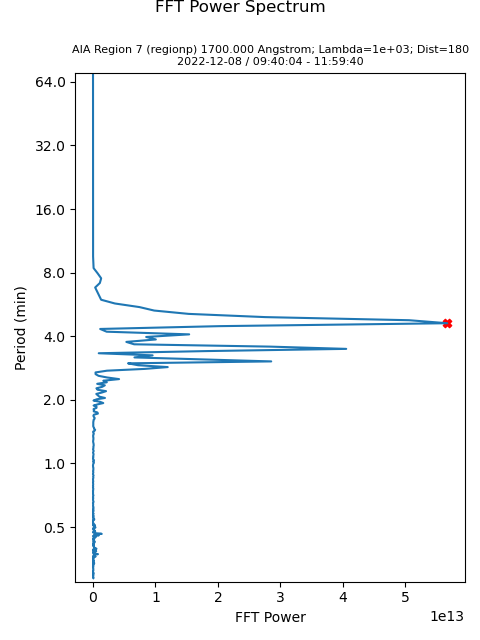 FFT Power Spectrum
AIA Region 7 (regionp) 1700.000 Angstrom; Lambda=1e+03; Dist=180
2022-12-08 / 09:40:04 - 11:59:40
64.0
32.0
16.0
8.0
4.0
2.0
1.0
0.5
Period (min)
0 1 2 3 4 5
1e13
FFT Power